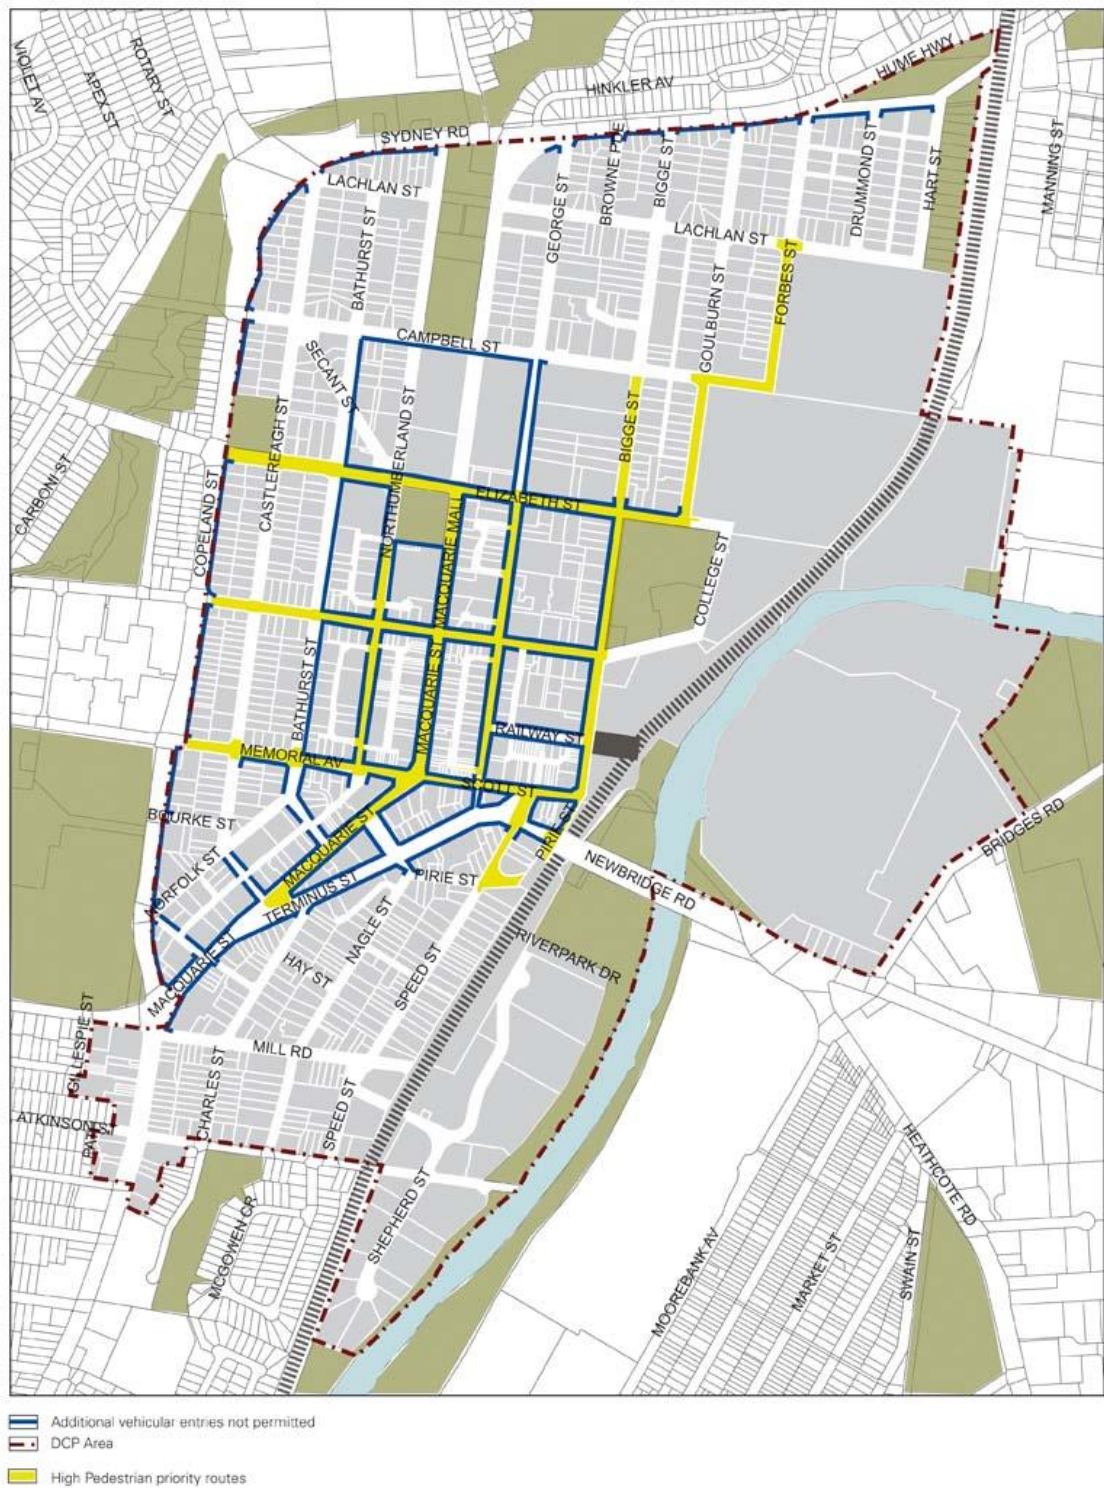 VIOLET AV
APEX ST
ROTARY ST
HINKLER AV
HUME HWY
SYDNEY RD
LACHLAN ST
BATHURST ST
GEORGE ST
BROWNE PDE
BIGGE ST
LACHLAN ST
DRUMMOND ST
HART ST
MANNING ST
FORBES ST
GOULBURN ST
CAMPBELL ST
SECANT ST
CASTLEREAGH ST
NORTHUMBERLAND ST
BIGGE ST
CARBONI ST
COPELAND ST
ELIZABETH ST
MACQUARIE MALL
COLLEGE ST
BATHURST ST
MACQUARIE ST
RAILWAY ST
MEMORIAL AV
SCOTT ST
BOURKE ST
MACQUARIE ST
PIRIE ST
NORFOLK ST
TERMINUS ST
PIRIE ST
NEWBRIDGE RD
BRIDGES RD
NAGLE ST
MACQUARIE ST
HAY ST
SPEED ST
RIVERPARK DR
GILLESPIE ST
MILL RD
CHARLES ST
SPEED ST
ATKINSON ST
SHEPHERD ST
MCGOWEN CR
HEATHCOTE RD
MOOREBANK AV
MARKET ST
SWAIN ST
Additional vehicular entries not permitted
DCP Area
High Pedestrian priority routes